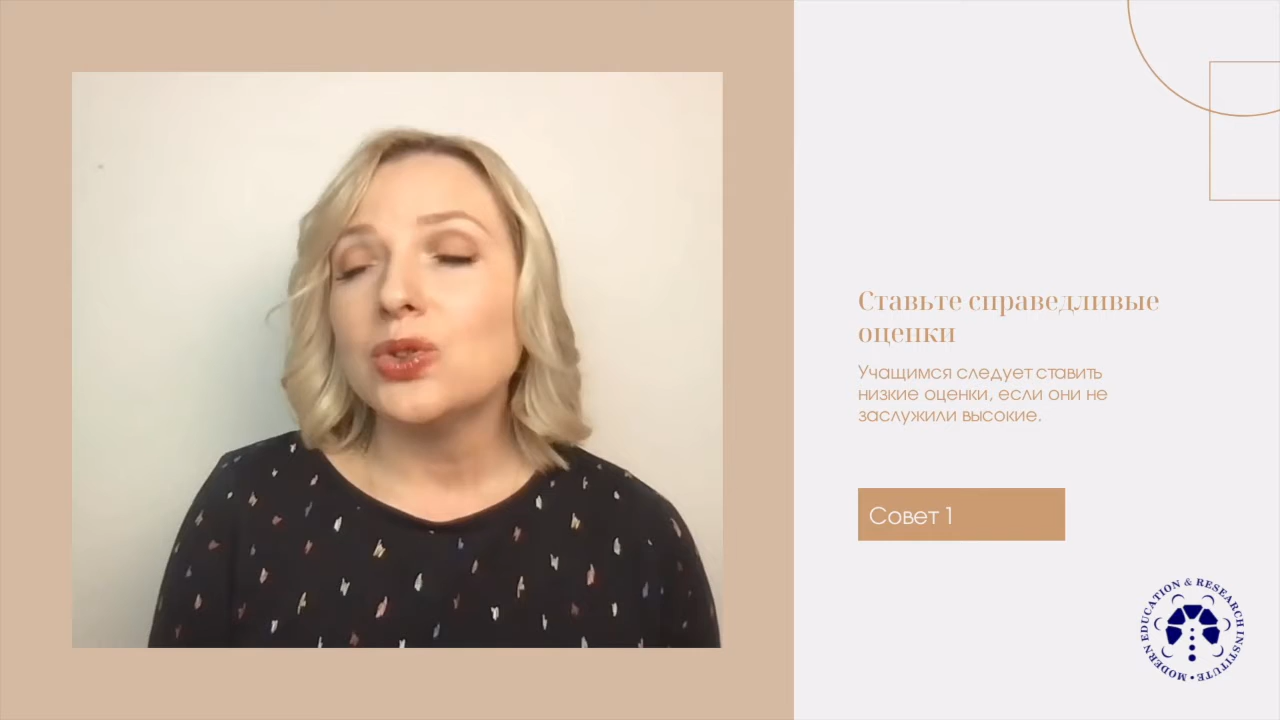 Ставьте справедливые
оценки
Учащимся следует ставить
низкие оценки, если они не
заслужили высокие.
Совет 1
MODERN EDUCATION & RESEARCH INSTITUTE •